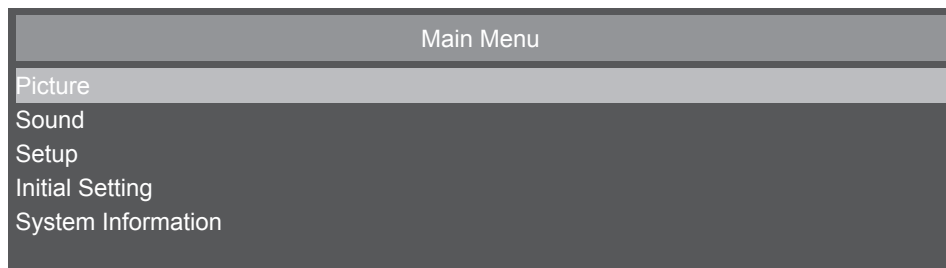 Main Menu
Picture
Sound
Setup
Initial Setting
System Information